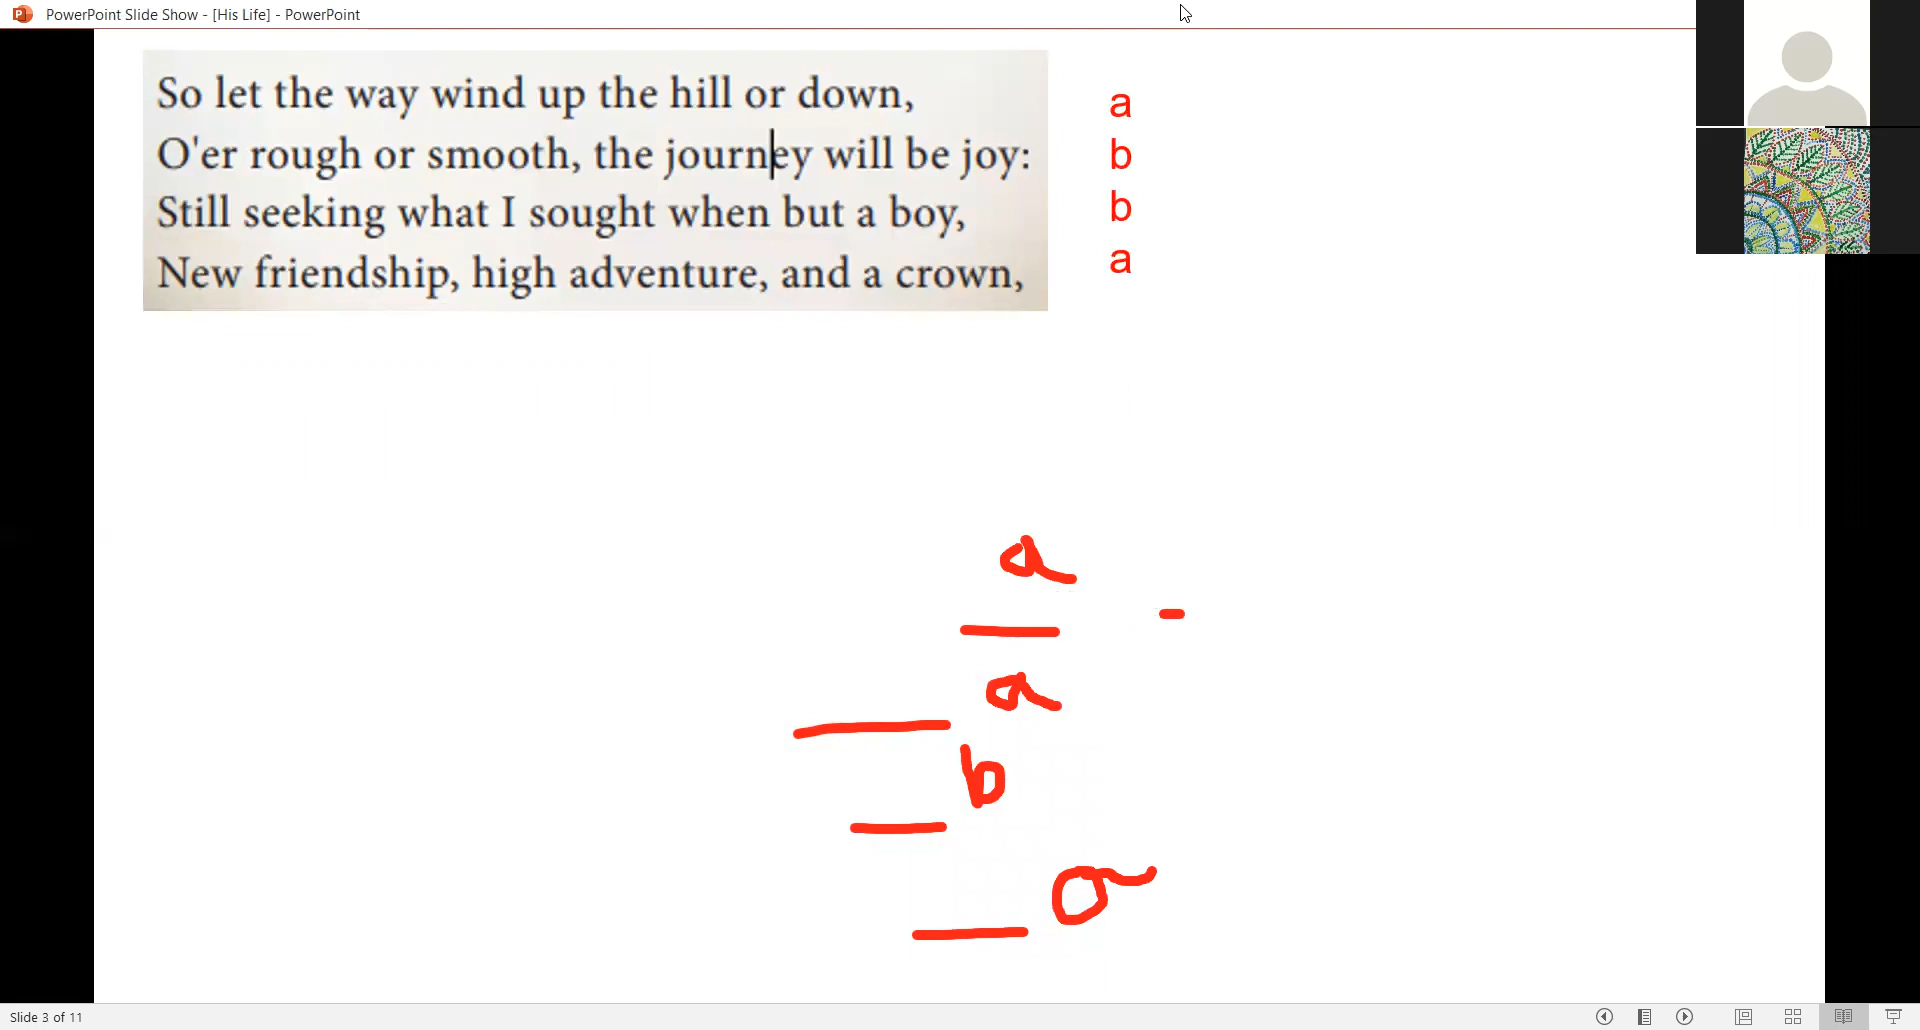 PowerPoint Slide Show - [His Life] - PowerPoint
So let the way wind up the hill or down,
O'er rough or smooth, the journey will be joy:
Still seeking what I sought when but a boy,
New friendship, high adventure, and a crown,
a
b
b
a
a
a
b
a
Slide 3 of 11